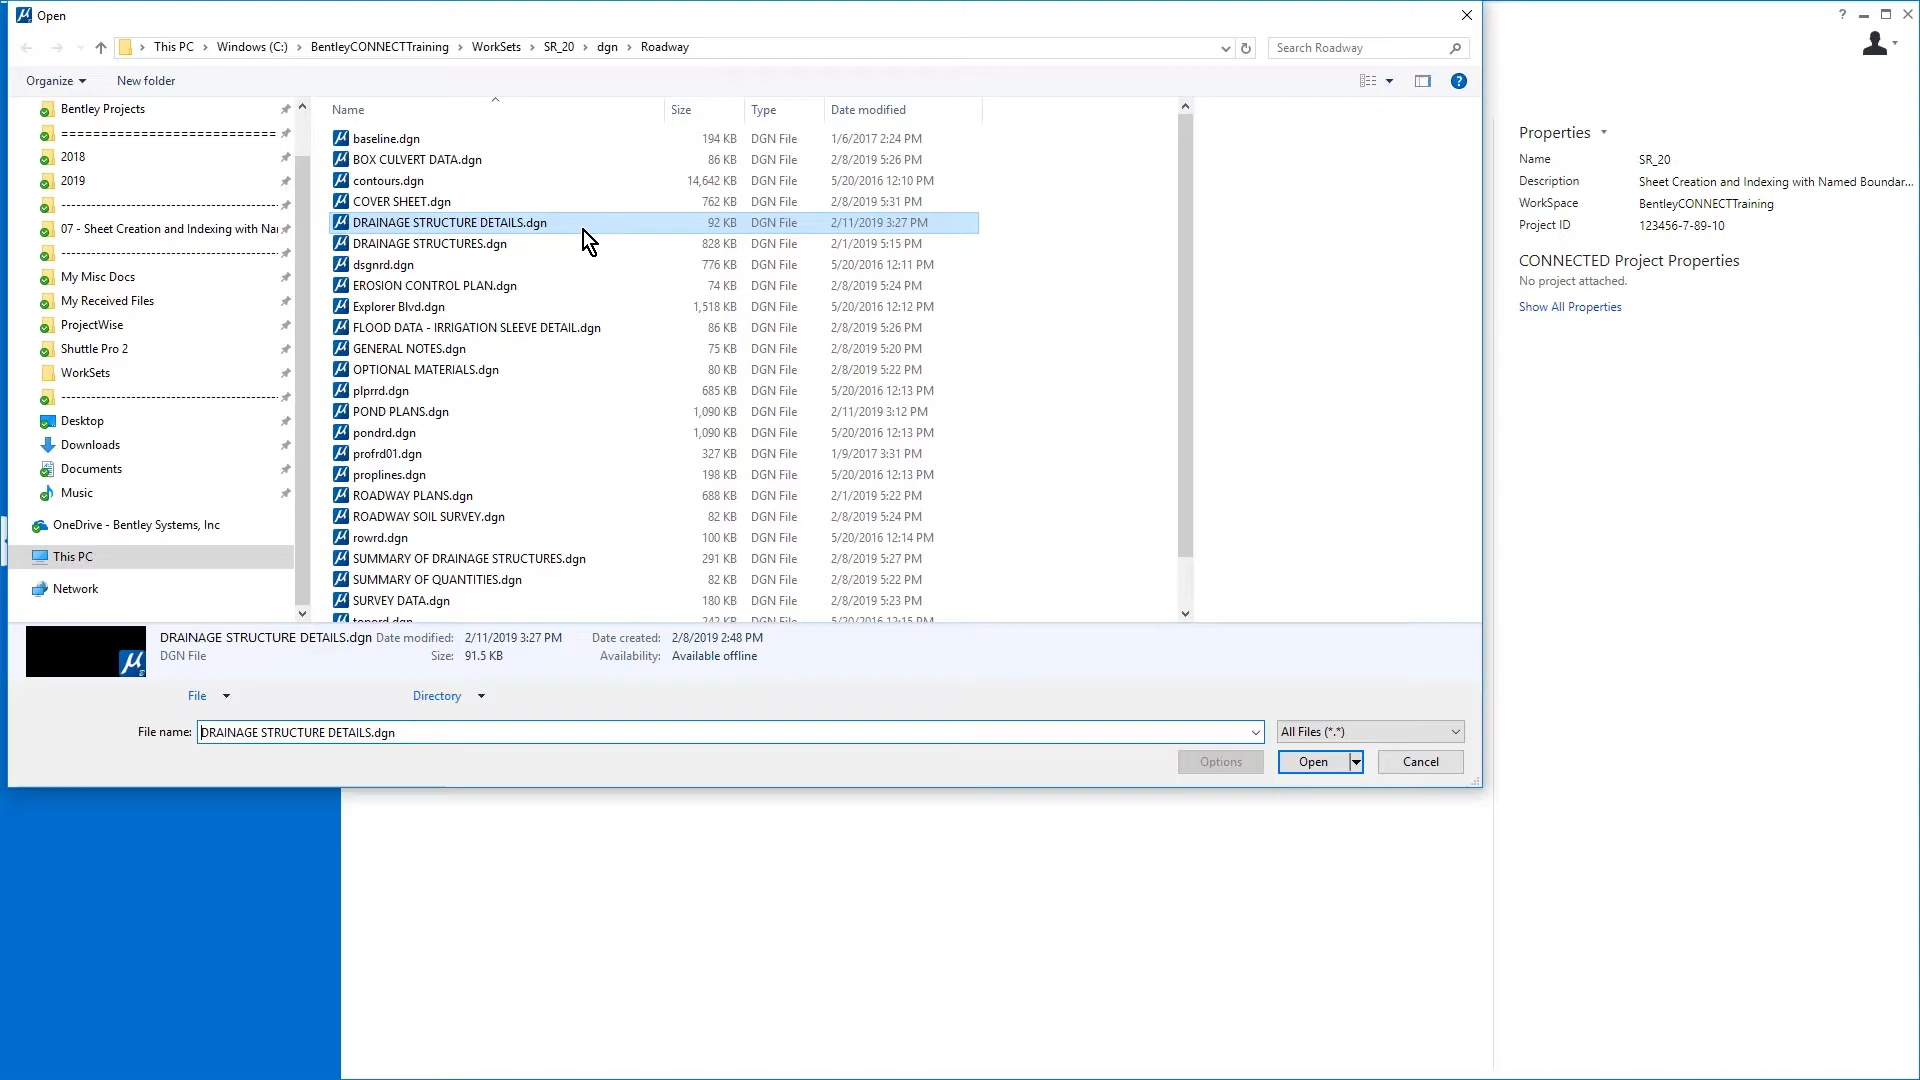 Open
This PC > Windows (C:) > BentleyCONNECTTraining > WorkSets > SR_20 > dgn > Roadway
Search Roadway
Organize
New folder
Bentley Projects
===========================
2018
2019
--------------------------------------------
07 - Sheet Creation and Indexing with Nar
--------------------------------------------
My Misc Docs
My Received Files
ProjectWise
Shuttle Pro 2
WorkSets
--------------------------------------------
Desktop
Downloads
Documents
Music
OneDrive - Bentley Systems, Inc
This PC
Network
Name Size Type Date modified
baseline.dgn 194 KB DGN File 1/6/2017 2:24 PM
BOX CULVERT DATA.dgn 86 KB DGN File 2/8/2019 5:26 PM
contours.dgn 14,642 KB DGN File 5/20/2016 12:10 PM
COVER SHEET.dgn 762 KB DGN File 2/8/2019 5:31 PM
DRAINAGE STRUCTURE DETAILS.dgn 92 KB DGN File 2/11/2019 3:27 PM
DRAINAGE STRUCTURES.dgn 828 KB DGN File 2/1/2019 5:15 PM
dsgnrd.dgn 776 KB DGN File 5/20/2016 12:11 PM
EROSION CONTROL PLAN.dgn 74 KB DGN File 2/8/2019 5:24 PM
Explorer Blvd.dgn 1,518 KB DGN File 5/20/2016 12:12 PM
FLOOD DATA - IRRIGATION SLEEVE DETAIL.dgn 86 KB DGN File 2/8/2019 5:26 PM
GENERAL NOTES.dgn 75 KB DGN File 2/8/2019 5:20 PM
OPTIONAL MATERIALS.dgn 80 KB DGN File 2/8/2019 5:22 PM
plprrd.dgn 685 KB DGN File 5/20/2016 12:13 PM
POND PLANS.dgn 1,090 KB DGN File 2/11/2019 3:12 PM
pondrd.dgn 1,090 KB DGN File 5/20/2016 12:13 PM
profrd01.dgn 327 KB DGN File 1/9/2017 3:31 PM
proplines.dgn 198 KB DGN File 5/20/2016 12:13 PM
ROADWAY PLANS.dgn 688 KB DGN File 2/1/2019 5:22 PM
ROADWAY SOIL SURVEY.dgn 82 KB DGN File 2/8/2019 5:24 PM
rowrd.dgn 100 KB DGN File 5/20/2016 12:14 PM
SUMMARY OF DRAINAGE STRUCTURES.dgn 291 KB DGN File 2/8/2019 5:27 PM
SUMMARY OF QUANTITIES.dgn 82 KB DGN File 2/8/2019 5:22 PM
SURVEY DATA.dgn 180 KB DGN File 2/8/2019 5:23 PM
DRAINAGE STRUCTURE DETAILS.dgn Date modified: 2/11/2019 3:27 PM Date created: 2/8/2019 2:48 PM
DGN File Size: 91.5 KB Availability: Available offline
File Directory
File name: DRAINAGE STRUCTURE DETAILS.dgn All Files (*.*)
Options Open Cancel
Properties
Name SR_20
Description Sheet Creation and Indexing with Named Boundar...
WorkSpace BentleyCONNECTTraining
Project ID 123456-7-89-10
CONNECTED Project Properties
No project attached.
Show All Properties